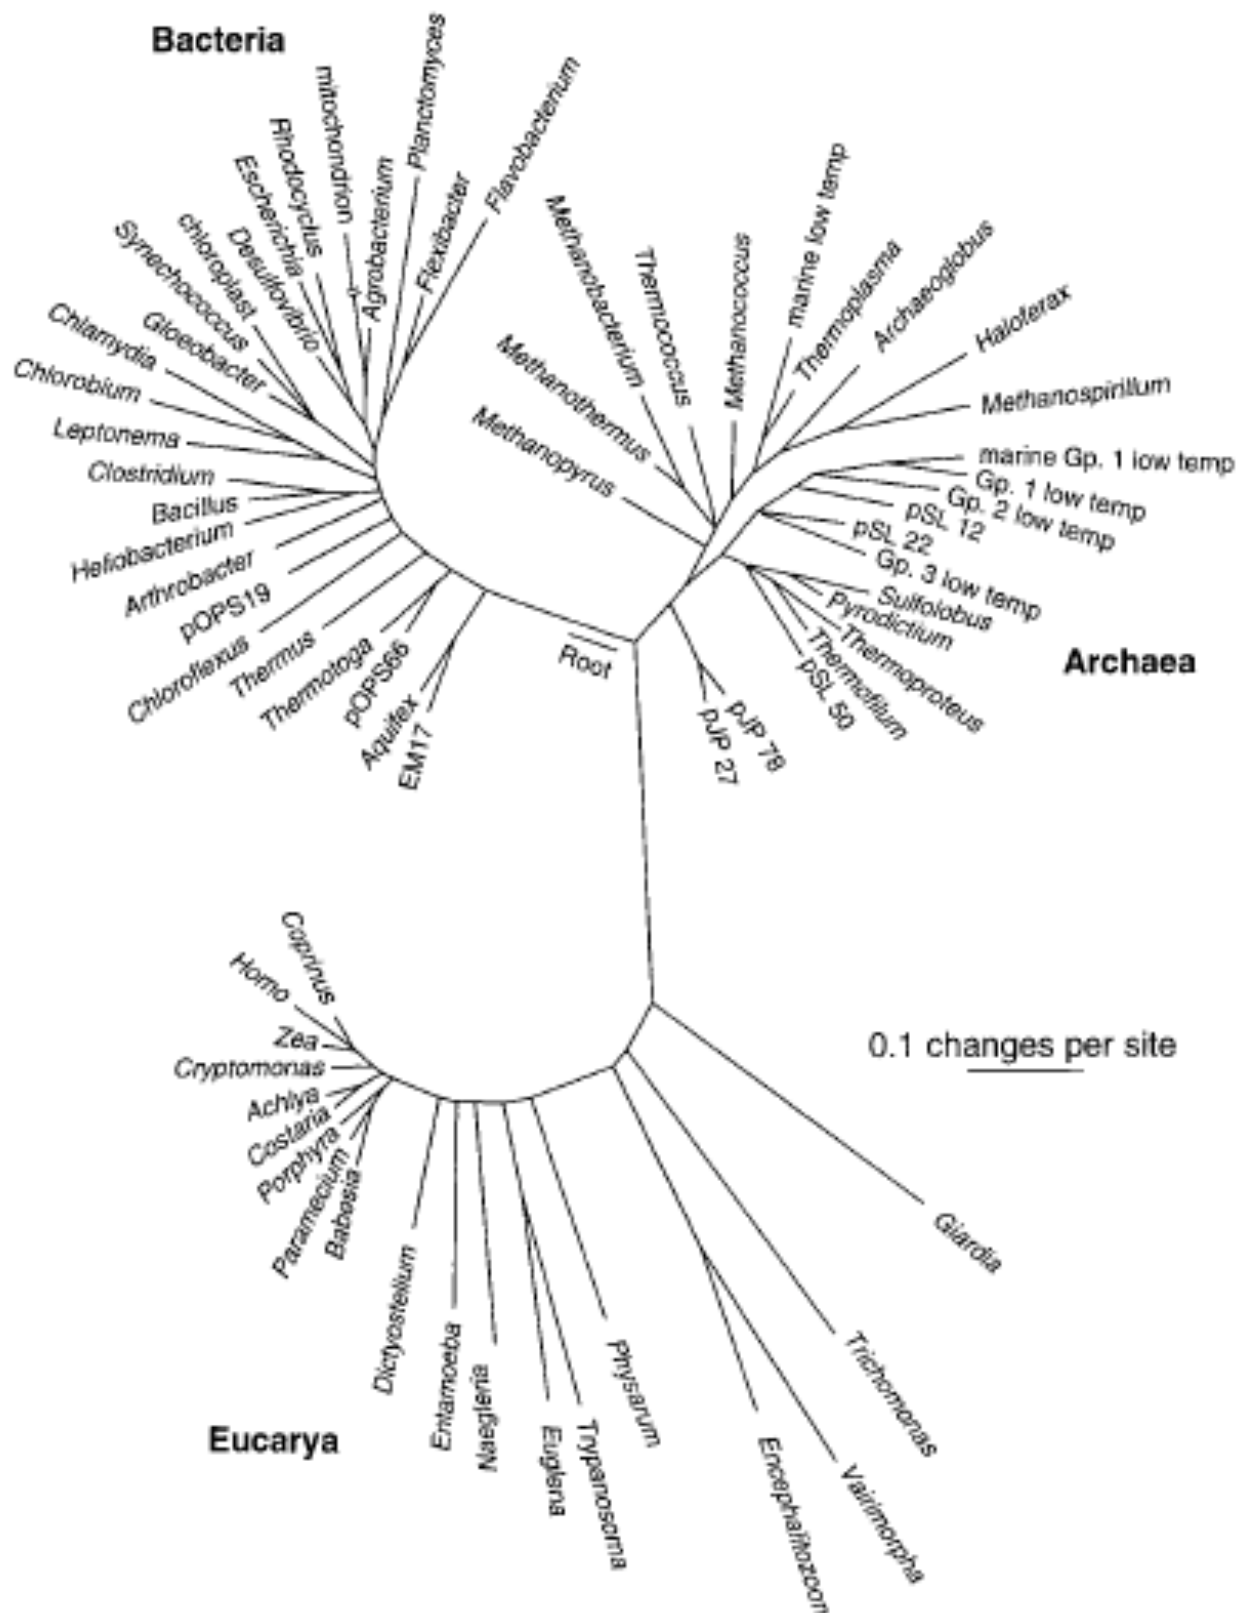 Bacteria
Planctomyces
mitochondrion
Flavobacterium
Rhodocyclus
Escherichia
Agrobacterium
Flexibacter
chloroplast
Desulfovibrio
Synechococcus
Gloeobacter
Chlamydia
Chlorobium
Leptonema
Clostridium
Bacillus
Heliobacterium
Arthrobacter
pOPS19
Chloroflexus
Thermus
Thermotoga
pOPS66
Aquifex
EM17
Root
Methanopyrus
Methanothermus
Methanobacterium
Thermococcus
Methanococcus
marine low temp
Thermoplasma
Archaeoglobus
Haloferax
Methanospirillum
marine Gp. 1 low temp
Gp. 1 low temp
Gp. 2 low temp
pSL 12
pSL 22
Gp. 3 low temp
Sulfolobus
Pyrodictium
Thermoproteus
Thermofilum
pSL 50
pJP 78
pJP 27
Archaea
Coprinus
Homo
Zea
Cryptomonas
Achlya
Costaria
Porphyra
Paramecium
Babesia
Dictyostelium
Entamoeba
Naegleria
Euglena
Trypanosoma
Physarum
Encephalitozoon
Vairimorpha
Trichomonas
Giardia
0.1 changes per site
Eucarya